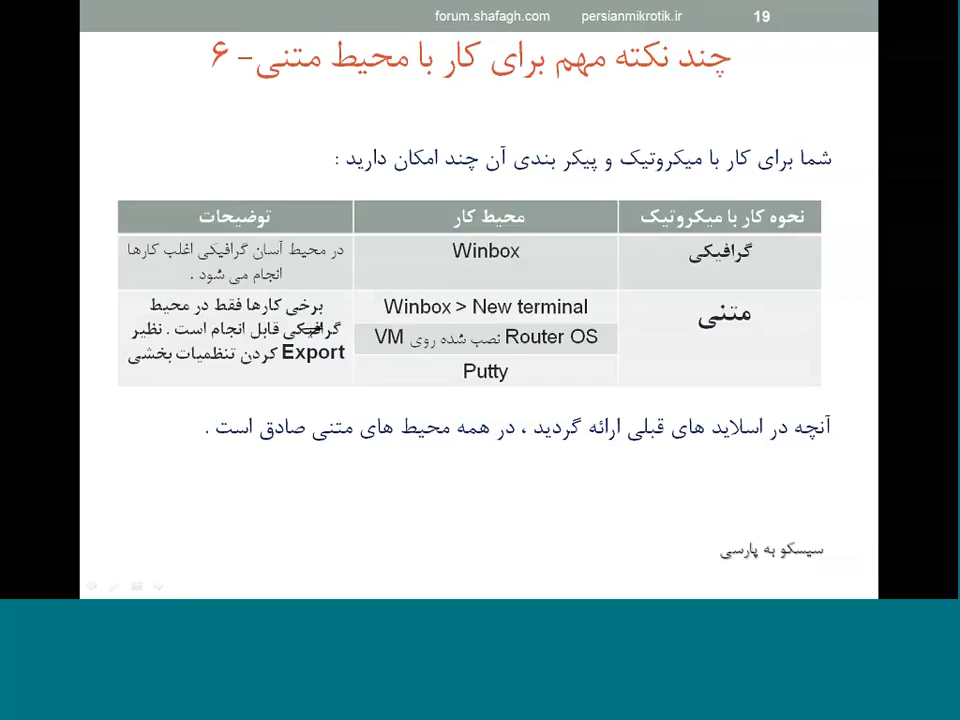 forum.shafagh.com persianmikrotik.ir 19
چند نکته مهم برای کار با محیط متنی- ۶
شما برای کار با میکروتیک و پیکر بندی آن چند امکان دارید :
نحوه کار با میکروتیک محیط کار توضیحات
گرافیکی Winbox در محیط آسان گرافیکی اغلب کارها
انجام می شود .
متنی Winbox > New terminal برخی کارها فقط در محیط
گرافیکی قابل انجام است . نظیر
Router OS نصب شده روی VM
Export کردن تنظمیات بخشی
Putty
آنچه در اسلاید های قبلی ارائه گردید ، در همه محیط های متنی صادق است .
سیسکو به پارسی